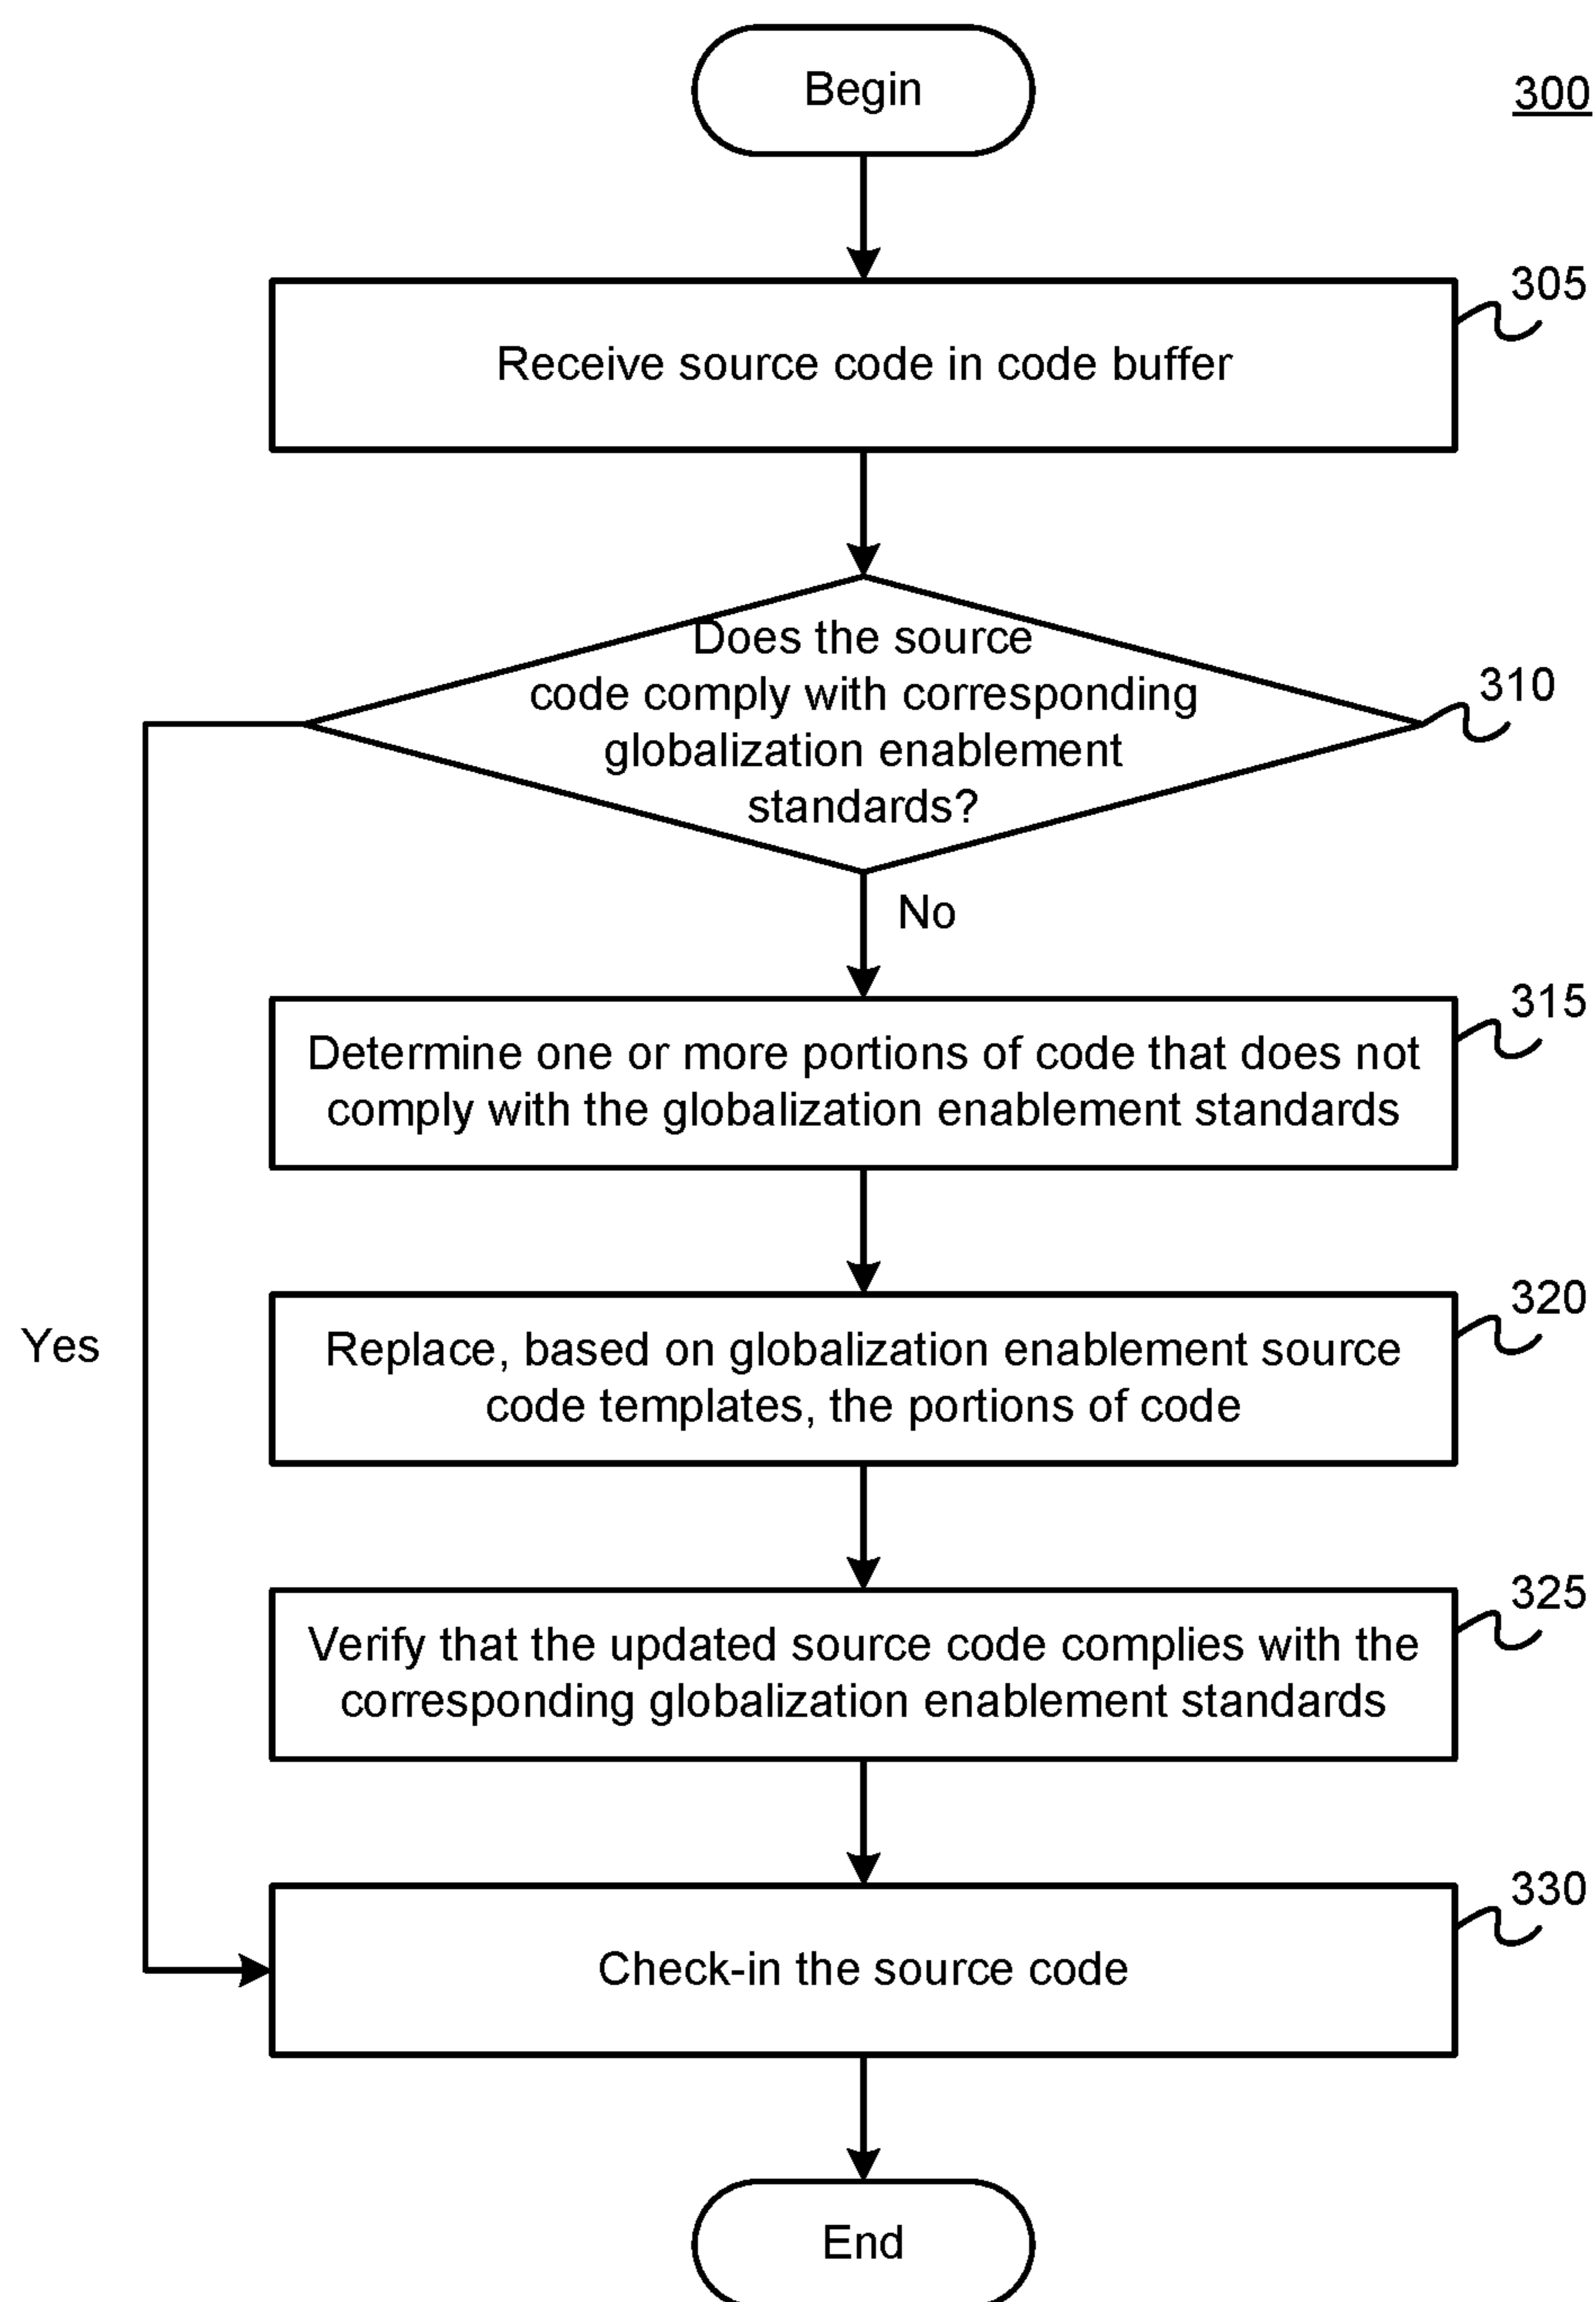 Begin
300
305
Receive source code in code buffer
Does the source
code comply with corresponding
globalization enablement
standards?
310
No
315
Determine one or more portions of code that does not
comply with the globalization enablement standards
320
Yes
Replace, based on globalization enablement source
code templates, the portions of code
325
Verify that the updated source code complies with the
corresponding globalization enablement standards
330
Check-in the source code
End